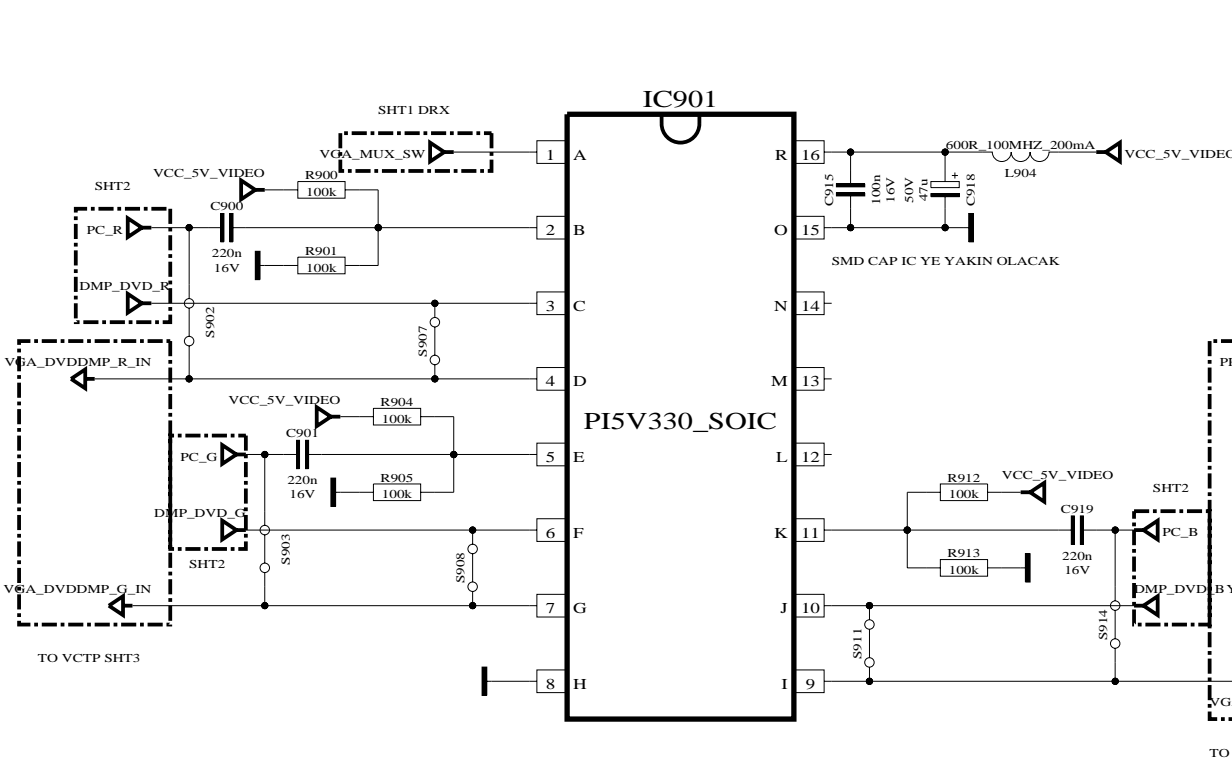 IC901
SHT1 DRX
VGA_MUX_SW
1 A
R 16
600R_100MHZ_200mA
VCC_5V_VIDEO
L904
VCC_5V_VIDEO
R900
100k
SHT2
C900
PC_R
220n
16V
R901
100k
2 B
O 15
C915
100n
16V
50V
47u
+
C918
SMD CAP IC YE YAKIN OLACAK
DMP_DVD_R
S902
S907
3 C
N 14
VGA_DVDDMP_R_IN
4 D
M 13
PI5V330_SOIC
VCC_5V_VIDEO
R904
100k
C901
PC_G
220n
16V
R905
100k
5 E
L 12
R912
100k
VCC_5V_VIDEO
SHT2
C919
220n
16V
PC_B
DMP_DVD_G
SHT2
S903
S908
6 F
K 11
R913
100k
DMP_DVD_B
VGA_DVDDMP_G_IN
7 G
J 10
S911
S914
TO VCTP SHT3
8 H
I 9
VG
TO